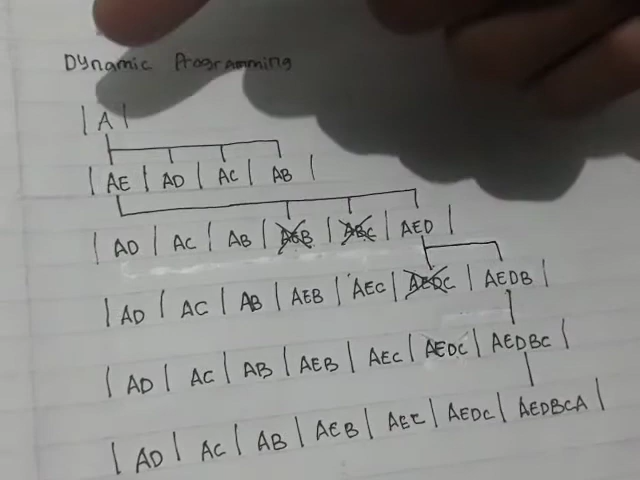 Dynamic Programming
| A |
| AE | AD | AC | AB |
| AD | AC | AB | AEB | | AED |
| AD | AC | AB | AEB | AEC | AEDC | AEDB |
| AD | AC | AB | AEB | AEC | AEDC | AEDBC |
| AD | AC | AB | AEB | AEC | AEDC | AEDBCA |